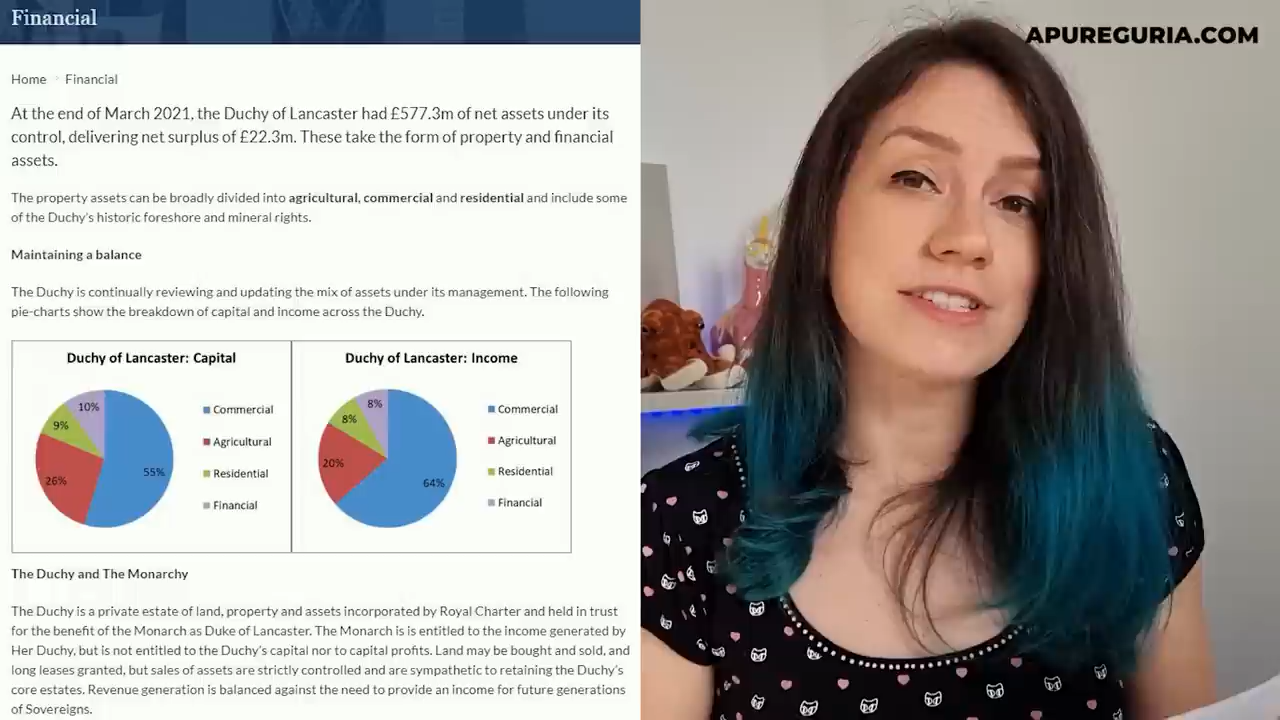 Financial
APUREGURIA.COM
Home Financial
At the end of March 2021, the Duchy of Lancaster had £577.3m of net assets under its
control, delivering net surplus of £22.3m. These take the form of property and financial
assets.
The property assets can be broadly divided into agricultural, commercial and residential and include some
of the Duchy's historic foreshore and mineral rights.
Maintaining a balance
The Duchy is continually reviewing and updating the mix of assets under its management. The following
pie-charts show the breakdown of capital and income across the Duchy.
Duchy of Lancaster: Capital
10%
9%
26%
55%
Commercial
Agricultural
Residential
Financial
Duchy of Lancaster: Income
8%
8%
20%
64%
Commercial
Agricultural
Residential
Financial
The Duchy and The Monarchy
The Duchy is a private estate of land, property and assets incorporated by Royal Charter and held in trust
for the benefit of the Monarch as Duke of Lancaster. The Monarch is is entitled to the income generated by
Her Duchy, but is not entitled to the Duchy's capital nor to capital profits. Land may be bought and sold, and
long leases granted, but sales of assets are strictly controlled and are sympathetic to retaining the Duchy's
core estates. Revenue generation is balanced against the need to provide an income for future generations
of Sovereigns.